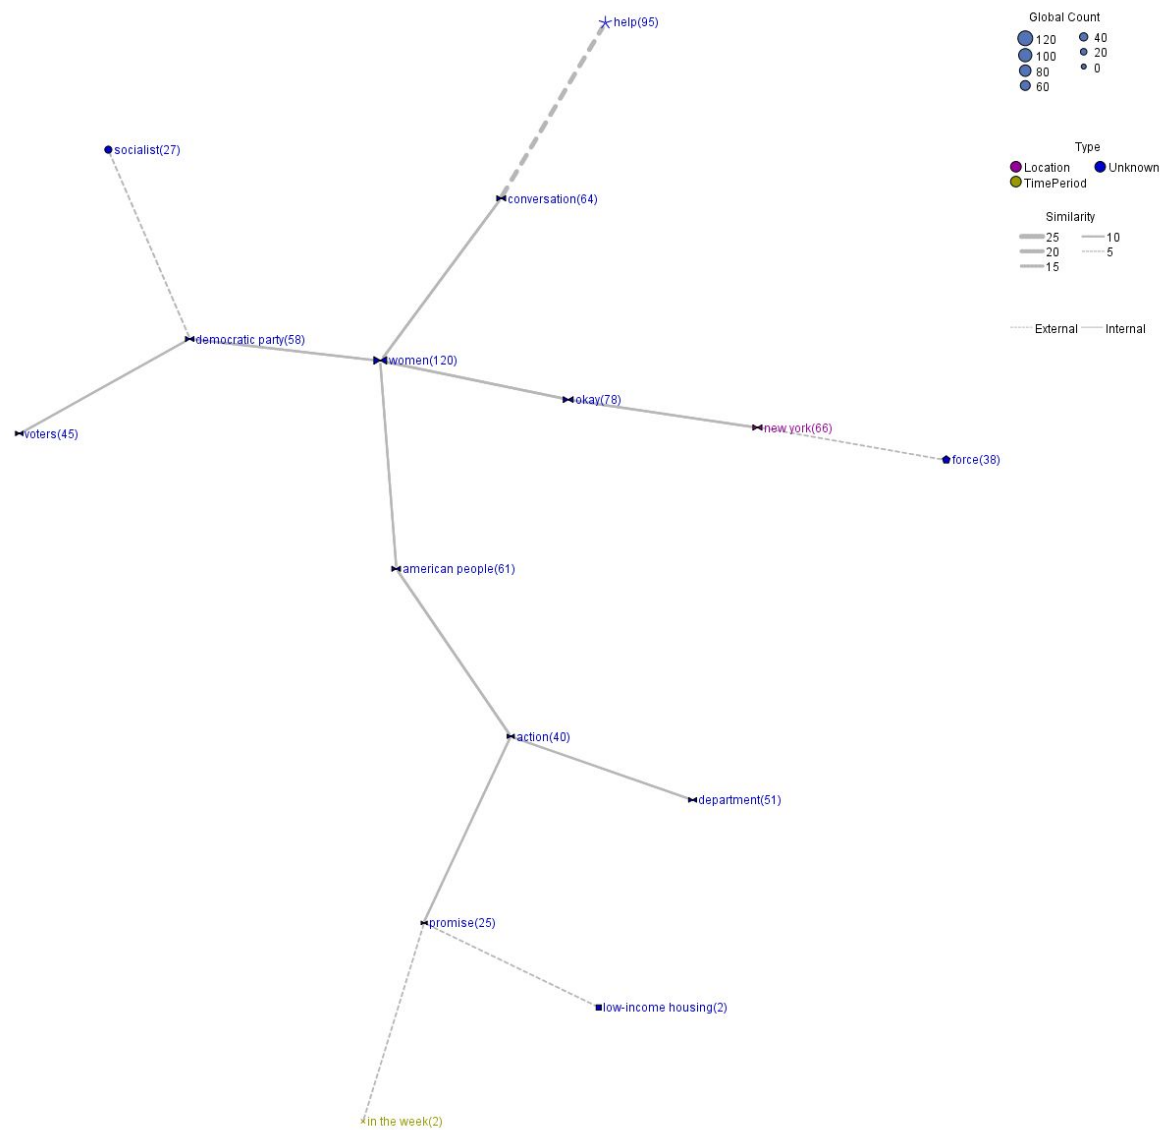 help(95)
Global Count
120 40
100 20
80 0
60
socialist(27)
Type
Location Unknown
TimePeriod
conversation(64)
Similarity
25 10
20 5
15
External Internal
democratic party(58)
women(120)
okay(78)
new york(66)
voters(45)
force(38)
american people(61)
action(40)
department(51)
promise(25)
low-income housing(2)
in the week(2)